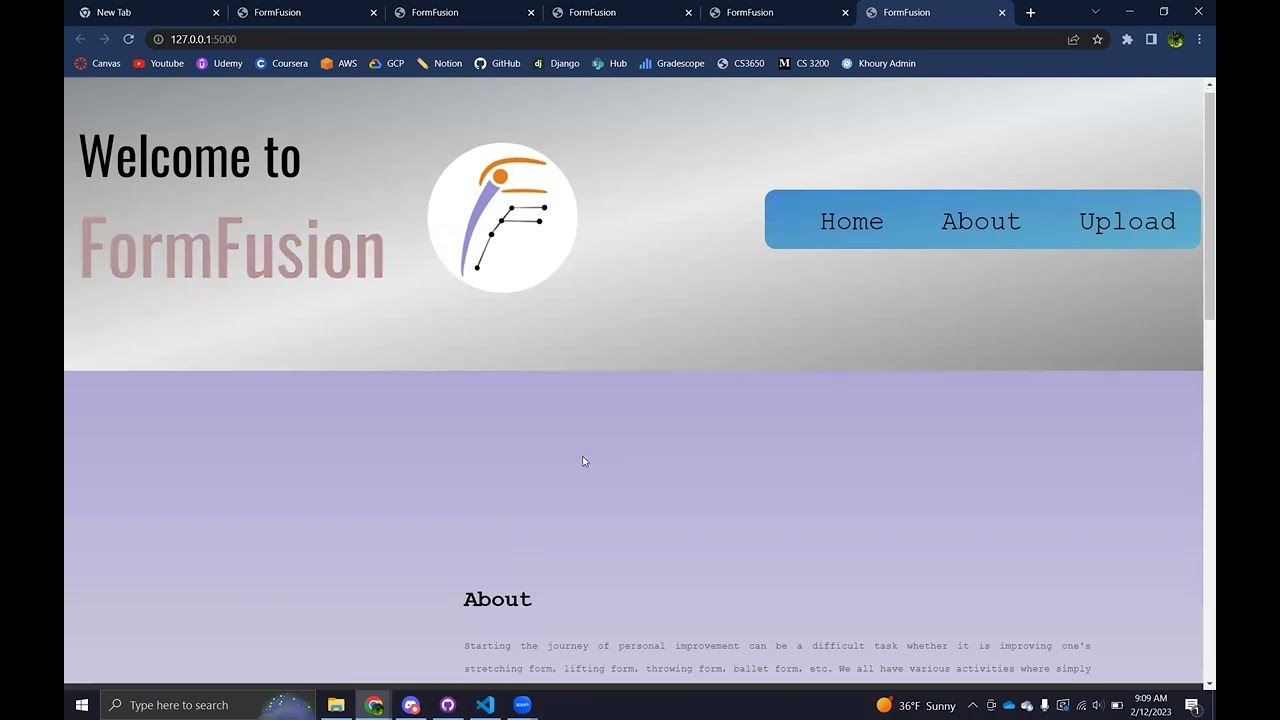 New Tab
FormFusion
FormFusion
FormFusion
FormFusion
FormFusion
127.0.0.1:5000
Canvas
Youtube
Udemy
Coursera
AWS
GCP
Notion
GitHub
dj
Django
Hub
Gradescope
CS3650
M
CS 3200
Khoury Admin
Welcome to
FormFusion
Home
About
Upload
About
Starting the journey of personal improvement can be a difficult task whether it is improving one's
stretching form, lifting form, throwing form, ballet form, etc. We all have various activities where simply
Type here to search
zoom
36°F Sunny
9:09 AM
2/12/2023
1